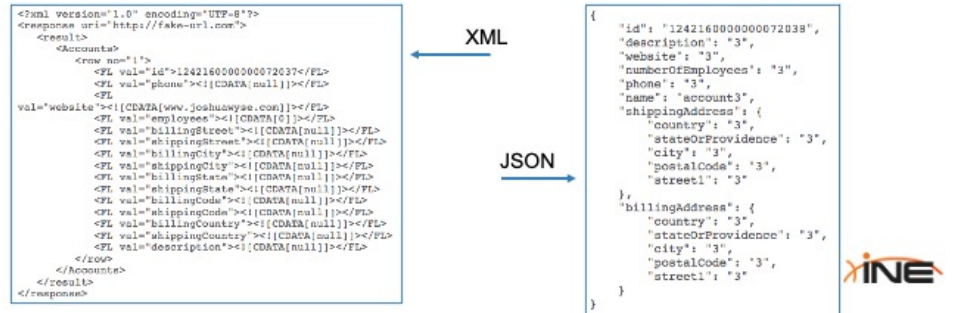 <?xml version="1.0" encoding="UTF-8"?>
<response uri="http://fake-url.com">
<result>
<Accounts>
<row no="1">
<FL val="id">1242160000000072037</FL>
<FL val="phone"><![CDATA[null]]></FL>
<FL
val="website"><![CDATA[www.joshuawyse.com]]></FL>
<FL val="employees"><![CDATA[0]]></FL>
<FL val="billingStreet"><![CDATA[null]]></FL>
<FL val="shippingStreet"><![CDATA[null]]></FL>
<FL val="billingCity"><![CDATA[null]]></FL>
<FL val="shippingCity"><![CDATA[null]]></FL>
<FL val="billingState"><![CDATA[null]]></FL>
<FL val="shippingState"><![CDATA[null]]></FL>
<FL val="billingCode"><![CDATA[null]]></FL>
<FL val="shippingCode"><![CDATA[null]]></FL>
<FL val="billingCountry"><![CDATA[null]]></FL>
<FL val="shippingCountry"><![CDATA[null]]></FL>
<FL val="description"><![CDATA[null]]></FL>
</row>
</Accounts>
</result>
</response>
XML
JSON
{
"id": "1242160000000072038",
"description": "3",
"website": "3",
"numberOfEmployees": "3",
"phone": "3",
"name": "account3",
"shippingAddress": {
"country": "3",
"stateOrProvidence": "3",
"city": "3",
"postalCode": "3",
"street1": "3"
},
"billingAddress": {
"country": "3",
"stateOrProvidence": "3",
"city": "3",
"postalCode": "3",
"street1": "3"
}
}
INE